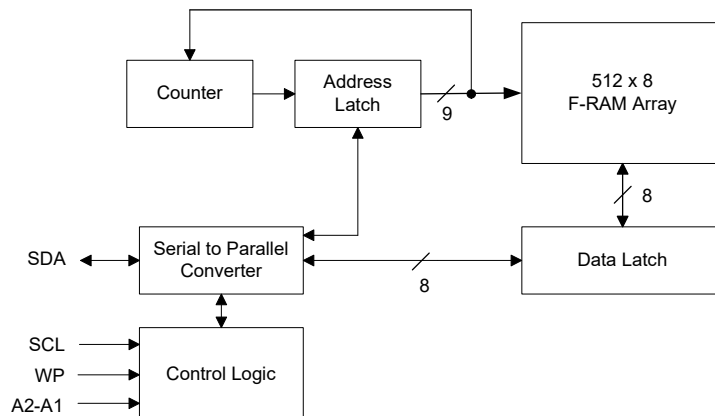 Counter
Address
Latch
9
512 x 8
F-RAM Array
8
SDA
Serial to Parallel
Converter
8
Data Latch
SCL
WP
A2-A1
Control Logic